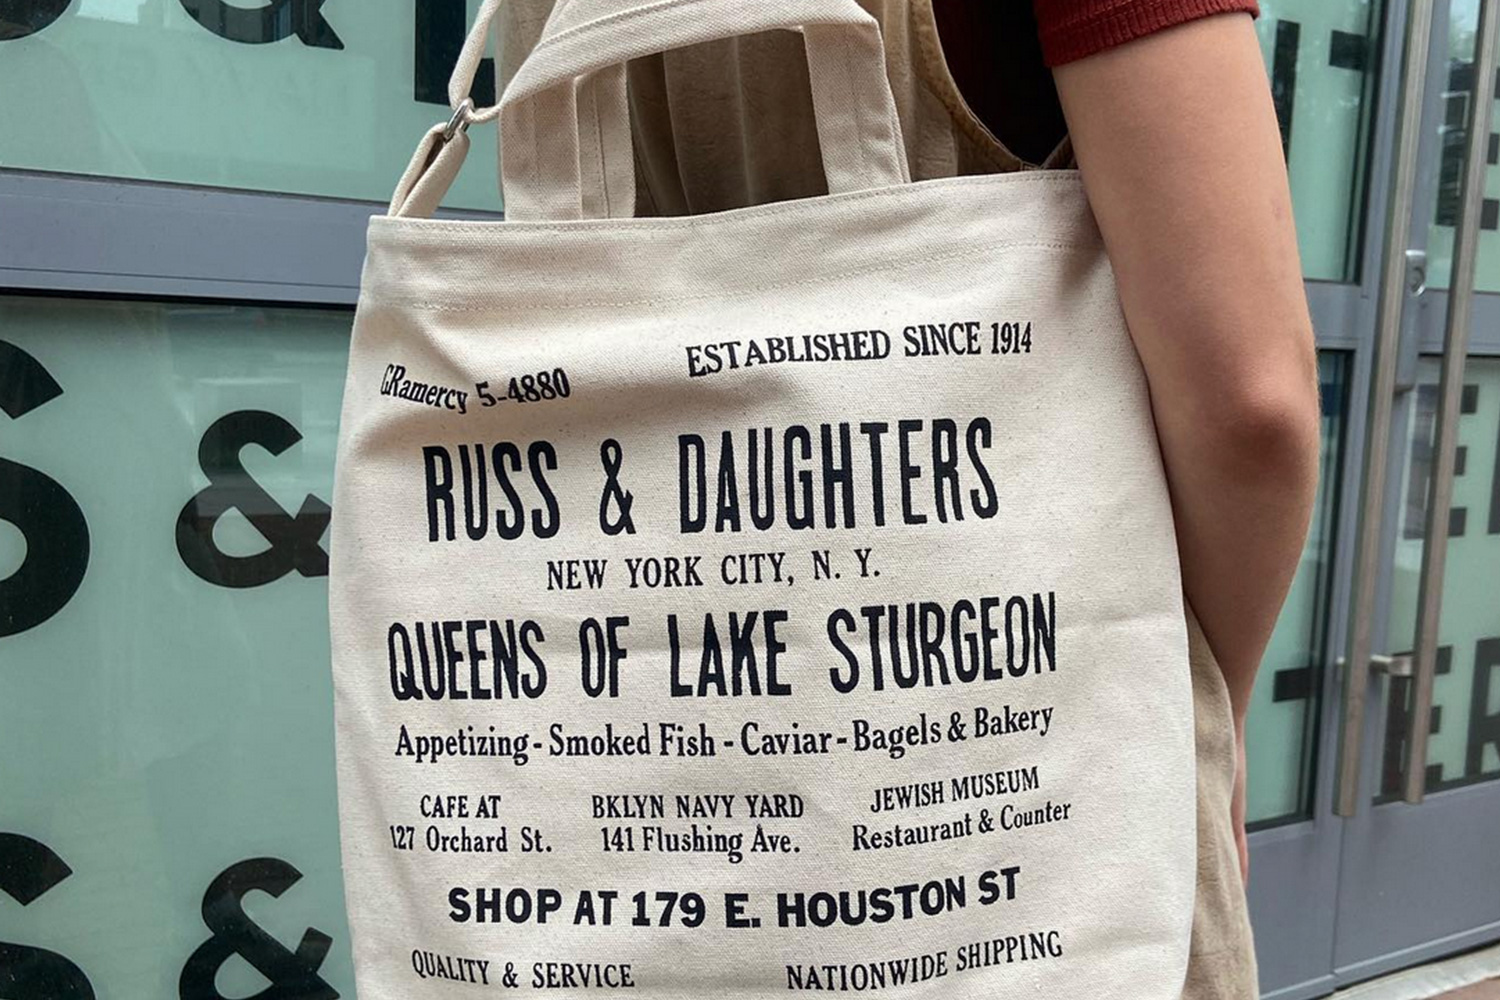 GRamercy 5-4880
ESTABLISHED SINCE 1914
RUSS & DAUGHTERS
NEW YORK CITY, N. Y.
QUEENS OF LAKE STURGEON
Appetizing - Smoked Fish - Caviar - Bagels & Bakery
CAFE AT
127 Orchard St.
BKLYN NAVY YARD
141 Flushing Ave.
JEWISH MUSEUM
Restaurant & Counter
SHOP AT 179 E. HOUSTON ST
QUALITY & SERVICE
NATIONWIDE SHIPPING
S &
S &